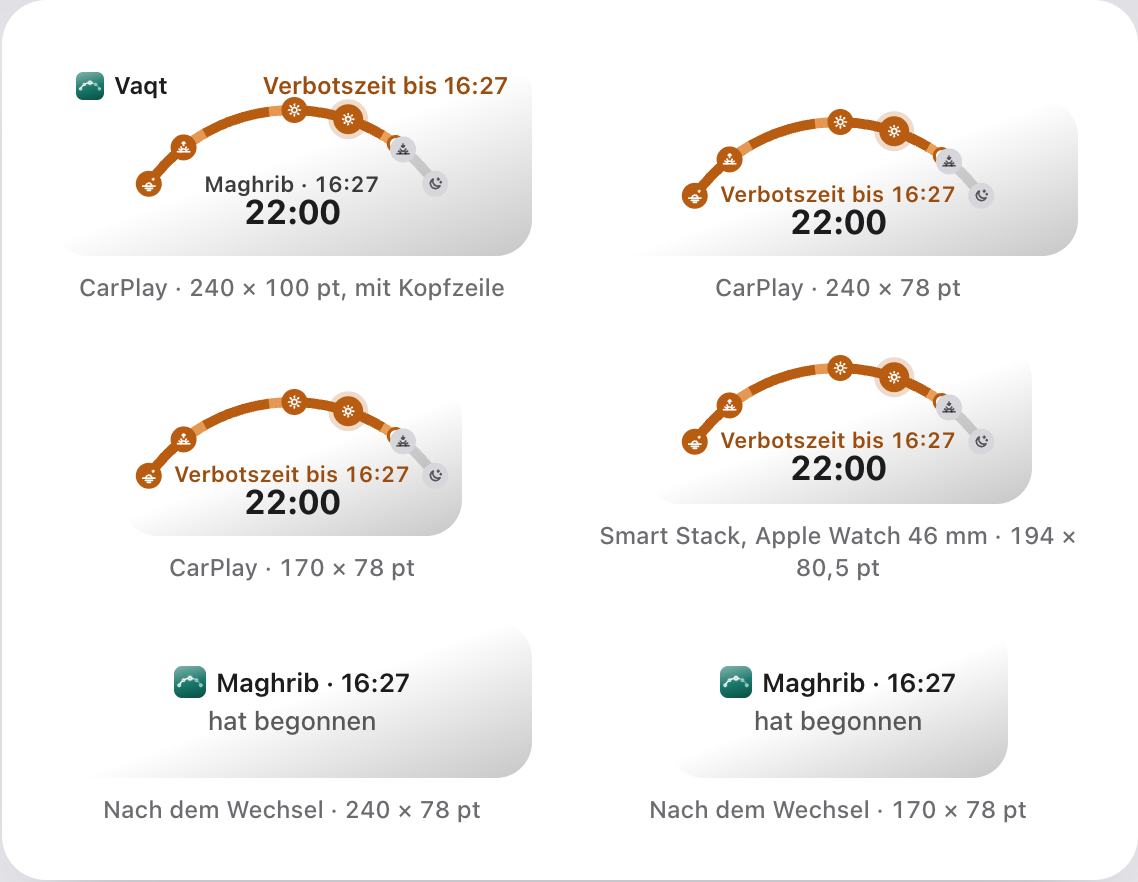 Vaqt
Verbotszeit bis 16:27
Maghrib · 16:27
22:00
CarPlay · 240 × 100 pt, mit Kopfzeile
Verbotszeit bis 16:27
22:00
CarPlay · 240 × 78 pt
Verbotszeit bis 16:27
22:00
CarPlay · 170 × 78 pt
Verbotszeit bis 16:27
22:00
Smart Stack, Apple Watch 46 mm · 194 ×
80,5 pt
Maghrib · 16:27
hat begonnen
Nach dem Wechsel · 240 × 78 pt
Maghrib · 16:27
hat begonnen
Nach dem Wechsel · 170 × 78 pt